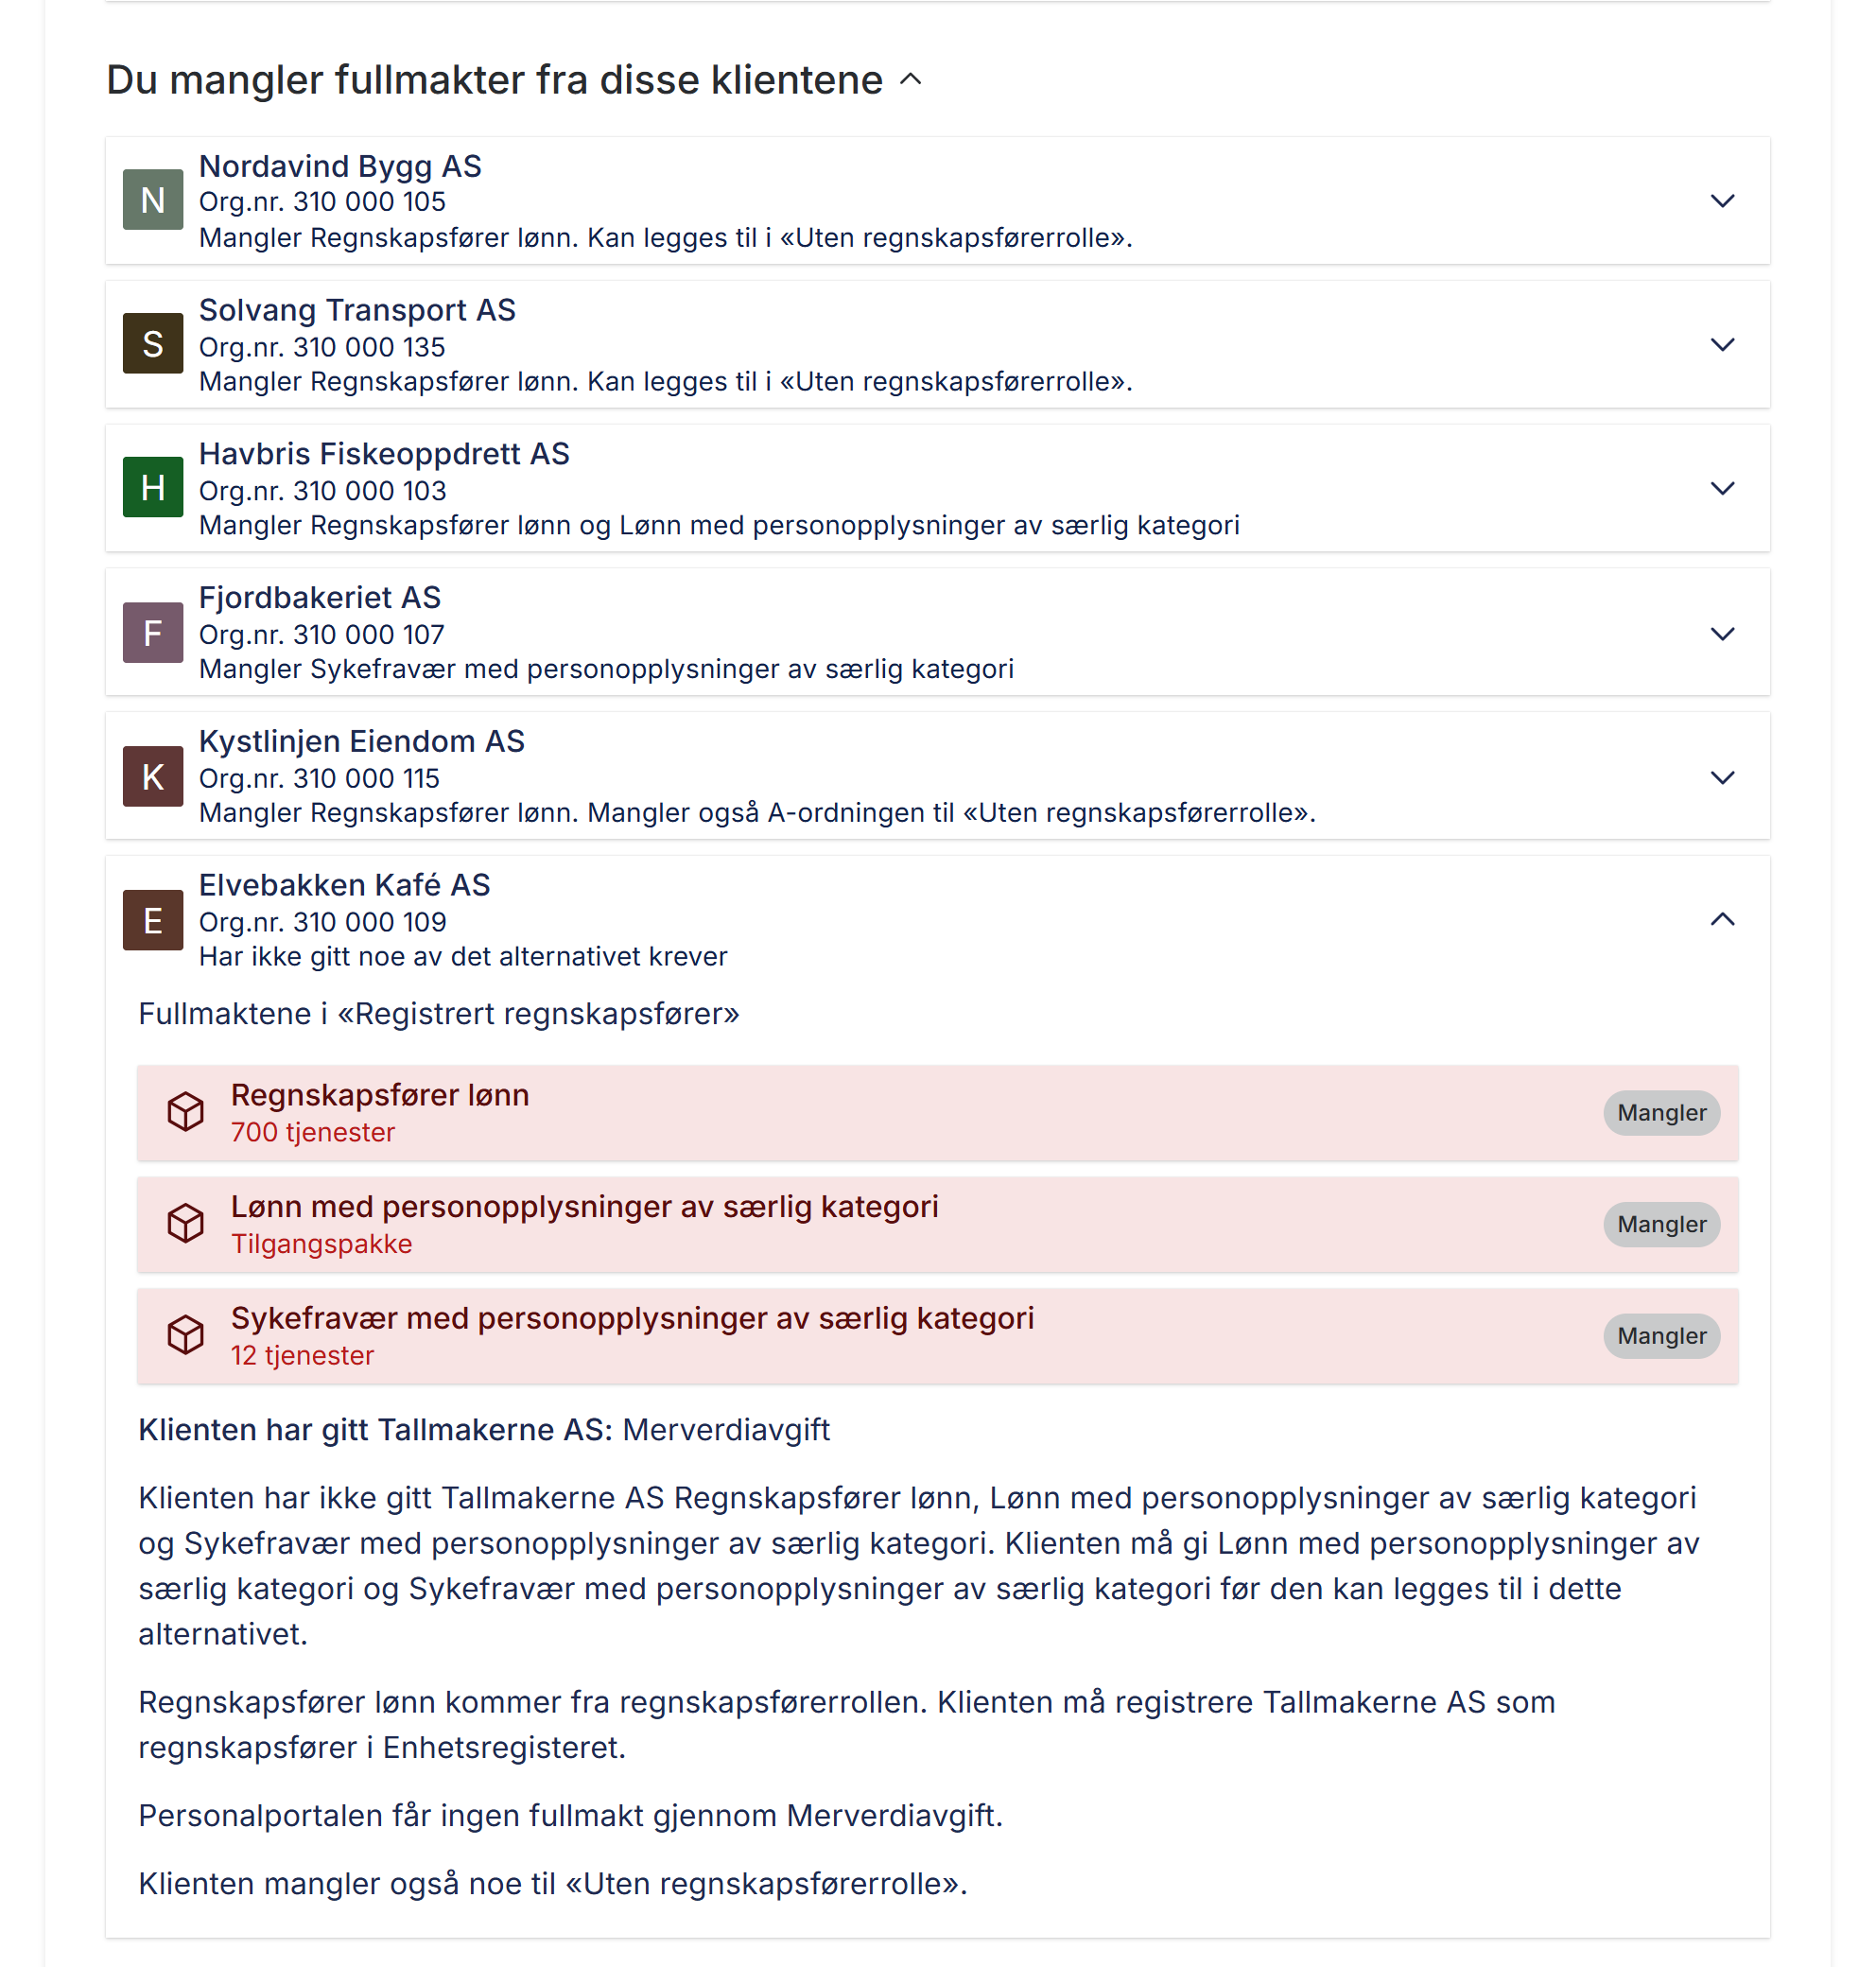 Du mangler fullmakter fra disse klientene
N
Nordavind Bygg AS
Org.nr. 310 000 105
Mangler Regnskapsfører lønn. Kan legges til i «Uten regnskapsførerrolle».
S
Solvang Transport AS
Org.nr. 310 000 135
Mangler Regnskapsfører lønn. Kan legges til i «Uten regnskapsførerrolle».
H
Havbris Fiskeoppdrett AS
Org.nr. 310 000 103
Mangler Regnskapsfører lønn og Lønn med personopplysninger av særlig kategori
F
Fjordbakeriet AS
Org.nr. 310 000 107
Mangler Sykefravær med personopplysninger av særlig kategori
K
Kystlinjen Eiendom AS
Org.nr. 310 000 115
Mangler Regnskapsfører lønn. Mangler også A-ordningen til «Uten regnskapsførerrolle».
E
Elvebakken Kafé AS
Org.nr. 310 000 109
Har ikke gitt noe av det alternativet krever
Fullmaktene i «Registrert regnskapsfører»
Regnskapsfører lønn
700 tjenester
Mangler
Lønn med personopplysninger av særlig kategori
Tilgangspakke
Mangler
Sykefravær med personopplysninger av særlig kategori
12 tjenester
Mangler
Klienten har gitt Tallmakerne AS: Merverdiavgift
Klienten har ikke gitt Tallmakerne AS Regnskapsfører lønn, Lønn med personopplysninger av særlig kategori
og Sykefravær med personopplysninger av særlig kategori. Klienten må gi Lønn med personopplysninger av
særlig kategori og Sykefravær med personopplysninger av særlig kategori før den kan legges til i dette
alternativet.
Regnskapsfører lønn kommer fra regnskapsførerrollen. Klienten må registrere Tallmakerne AS som
regnskapsfører i Enhetsregisteret.
Personalportalen får ingen fullmakt gjennom Merverdiavgift.
Klienten mangler også noe til «Uten regnskapsførerrolle».